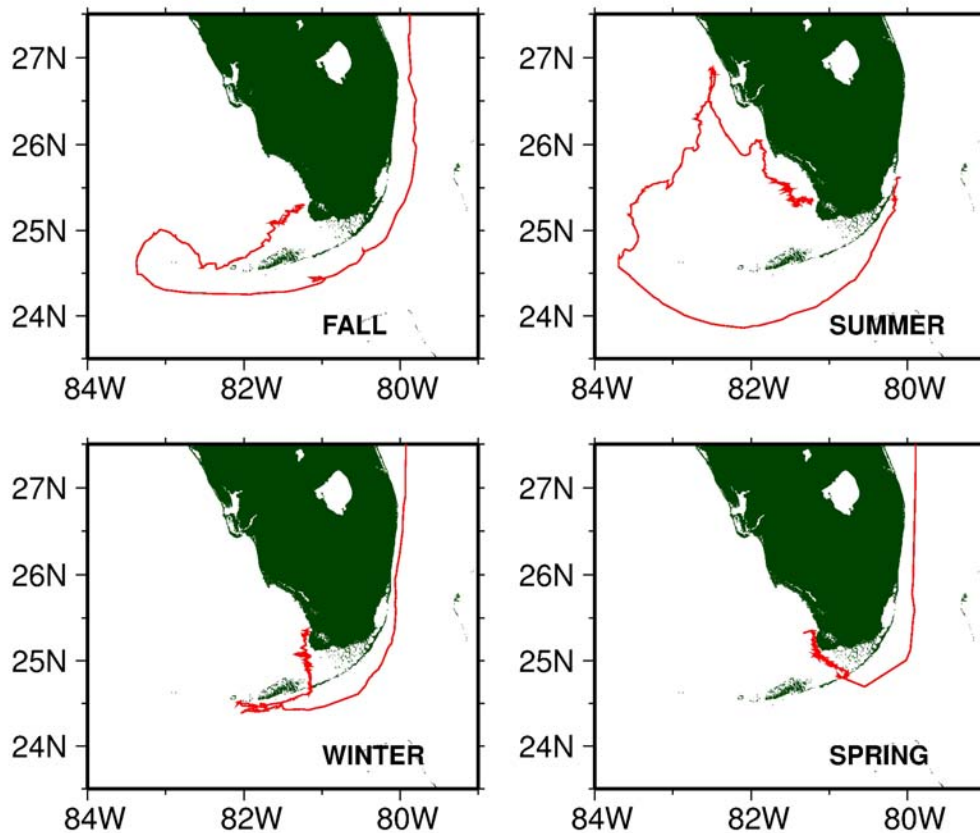 27N
26N
25N
24N
FALL
84W 82W 80W
27N
26N
25N
24N
SUMMER
84W 82W 80W
27N
26N
25N
24N
WINTER
84W 82W 80W
27N
26N
25N
24N
SPRING
84W 82W 80W